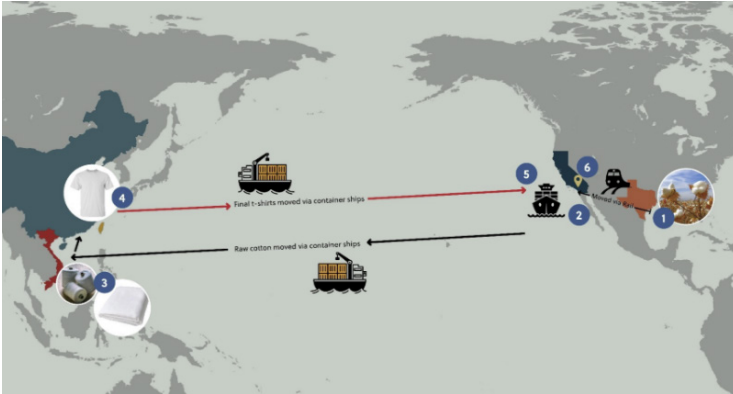 4
5
6
Final t-shirts moved via container ships
Moved via Rail
1
2
Raw cotton moved via container ships
3